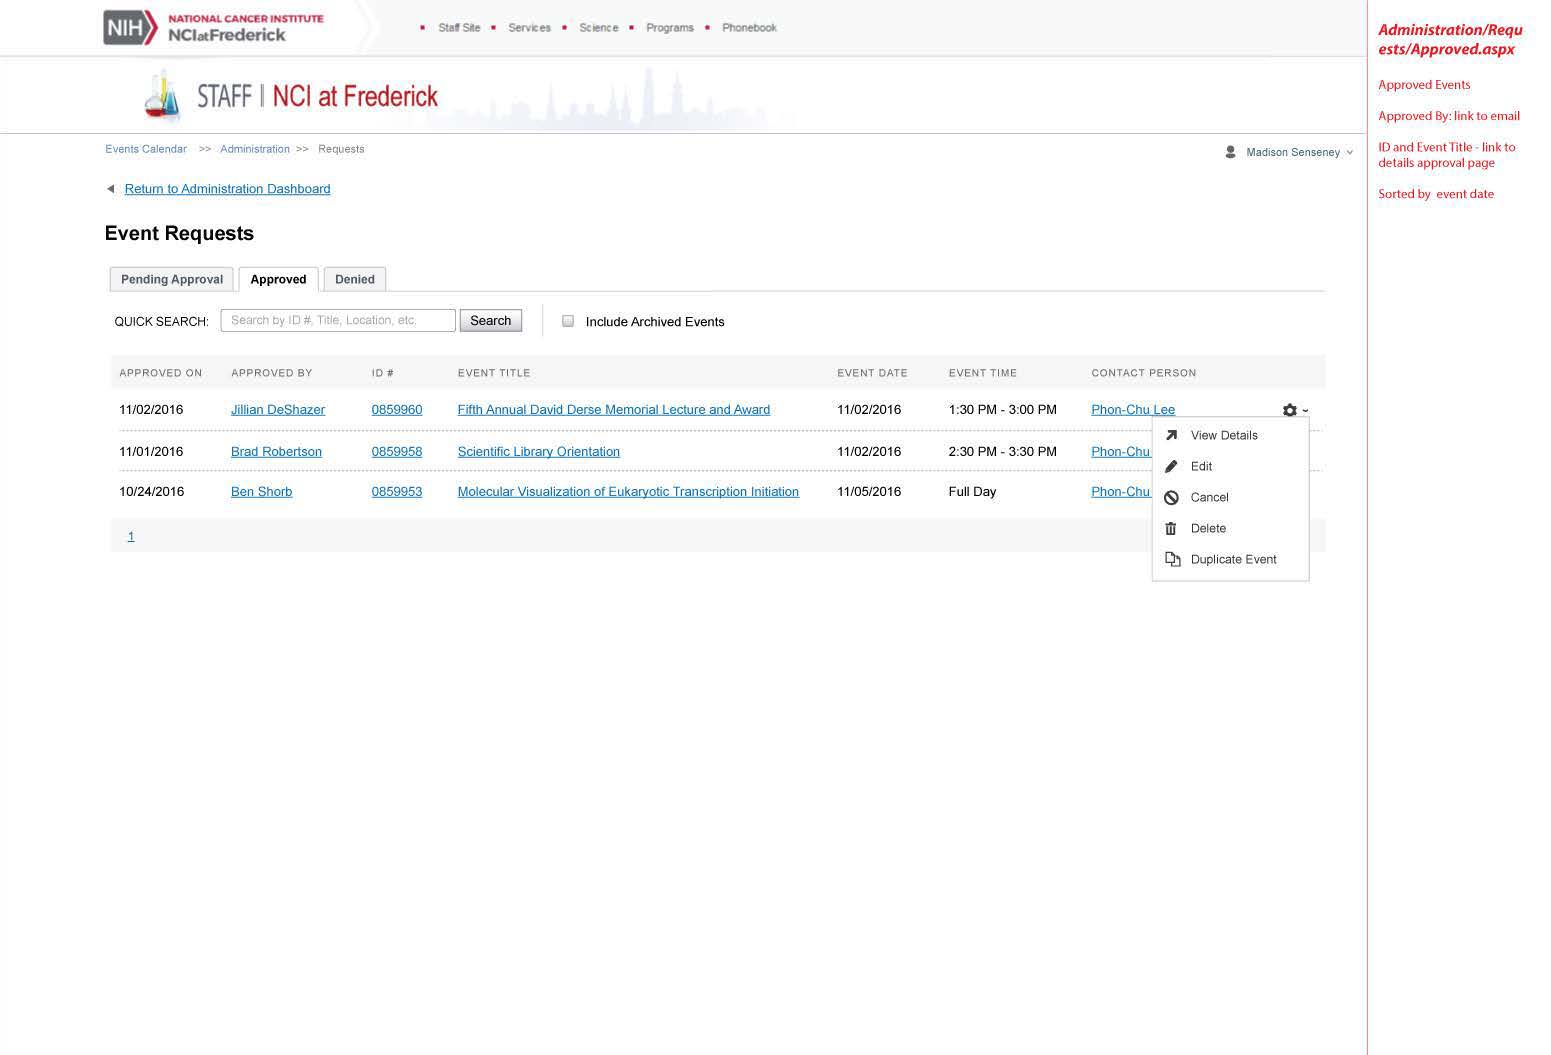 NIH NATIONAL CANCER INSTITUTE
NCIatFrederick
Staff Site Services Science Programs Phonebook
STAFF | NCI at Frederick
Events Calendar >> Administration >> Requests
Madison Senseney
Return to Administration Dashboard
Event Requests
Pending Approval Approved Denied
QUICK SEARCH: Search by ID #, Title, Location, etc. Search Include Archived Events
APPROVED ON APPROVED BY ID # EVENT TITLE EVENT DATE EVENT TIME CONTACT PERSON
11/02/2016 Jillian DeShazer 0859960 Fifth Annual David Derse Memorial Lecture and Award 11/02/2016 1:30 PM - 3:00 PM Phon-Chu Lee
11/01/2016 Brad Robertson 0859958 Scientific Library Orientation 11/02/2016 2:30 PM - 3:30 PM Phon-Chu
10/24/2016 Ben Shorb 0859953 Molecular Visualization of Eukaryotic Transcription Initiation 11/05/2016 Full Day Phon-Chu
1
View Details
Edit
Cancel
Delete
Duplicate Event
Administration/Requ
ests/Approved.aspx
Approved Events
Approved By: link to email
ID and Event Title - link to
details approval page
Sorted by event date